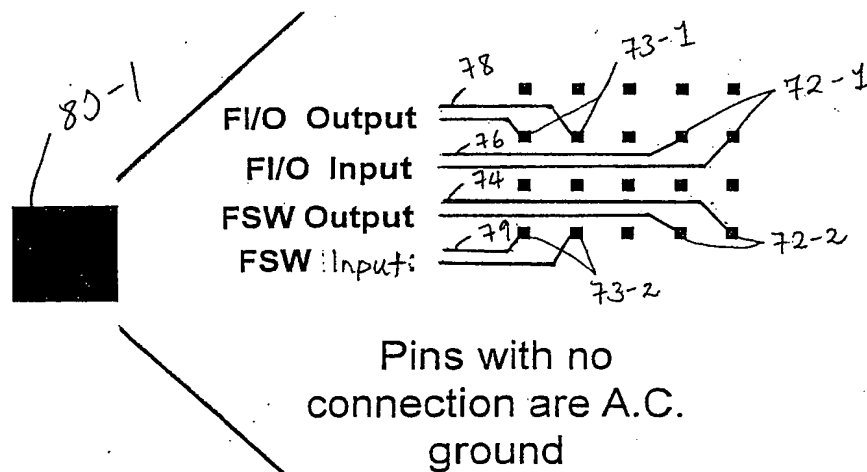 80-1
78
73-1
72-1
FI/O Output
76
FI/O Input
74
FSW Output
79
FSW Input:
72-2
73-2
Pins with no
connection are A.C.
ground